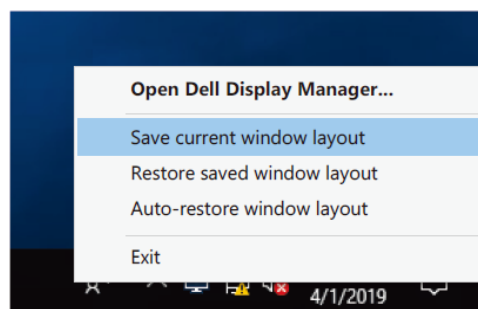 Open Dell Display Manager...
Save current window layout
Restore saved window layout
Auto-restore window layout
Exit
4/1/2019